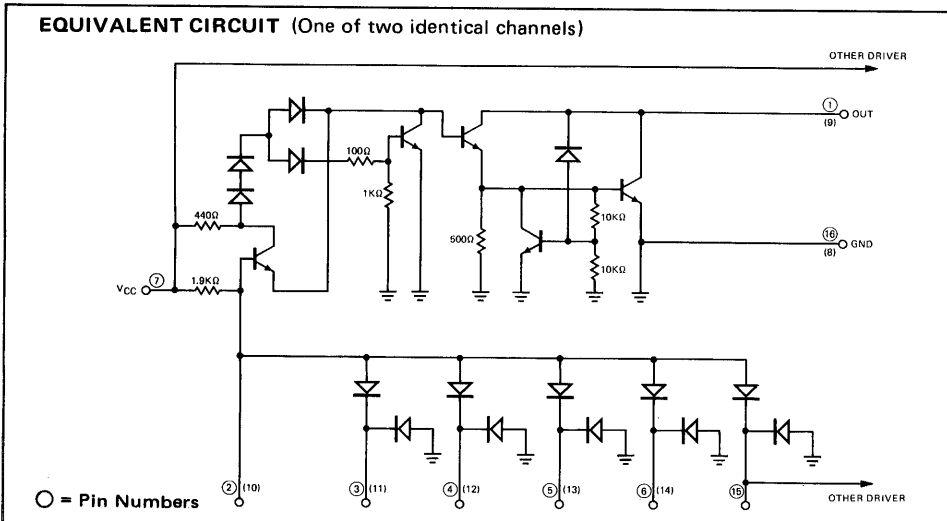 EQUIVALENT CIRCUIT (One of two identical channels)
OTHER DRIVER
1
(9) OUT
100Ω
1KΩ
10KΩ
440Ω
500Ω
16
(8) GND
10KΩ
7
VCC
1.9KΩ
2 (10)
3 (11)
4 (12)
5 (13)
6 (14)
15
OTHER DRIVER
O = Pin Numbers